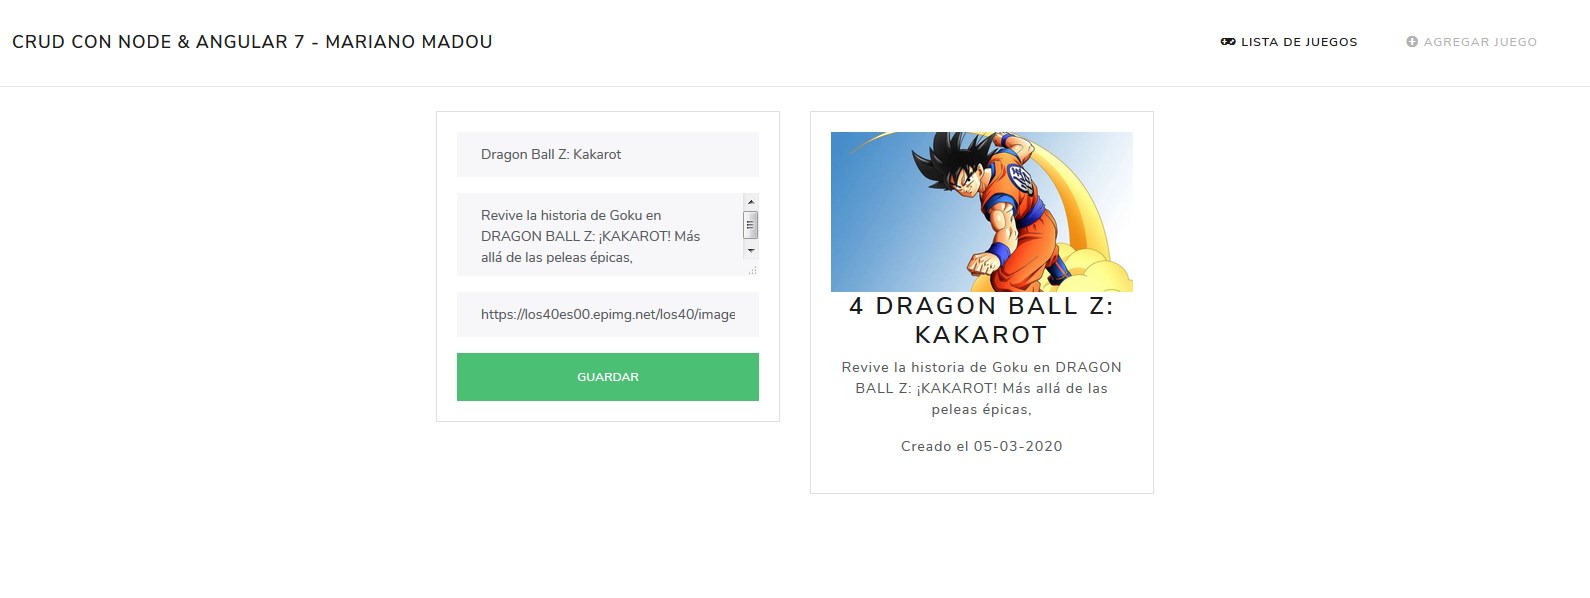 CRUD CON NODE & ANGULAR 7 - MARIANO MADOU
LISTA DE JUEGOS
AGREGAR JUEGO
Dragon Ball Z: Kakarot
Revive la historia de Goku en
DRAGON BALL Z: ¡KAKAROT! Más
allá de las peleas épicas,
https://los40es00.epimg.net/los40/image
GUARDAR
4 DRAGON BALL Z:
KAKAROT
Revive la historia de Goku en DRAGON
BALL Z: ¡KAKAROT! Más allá de las
peleas épicas,
Creado el 05-03-2020